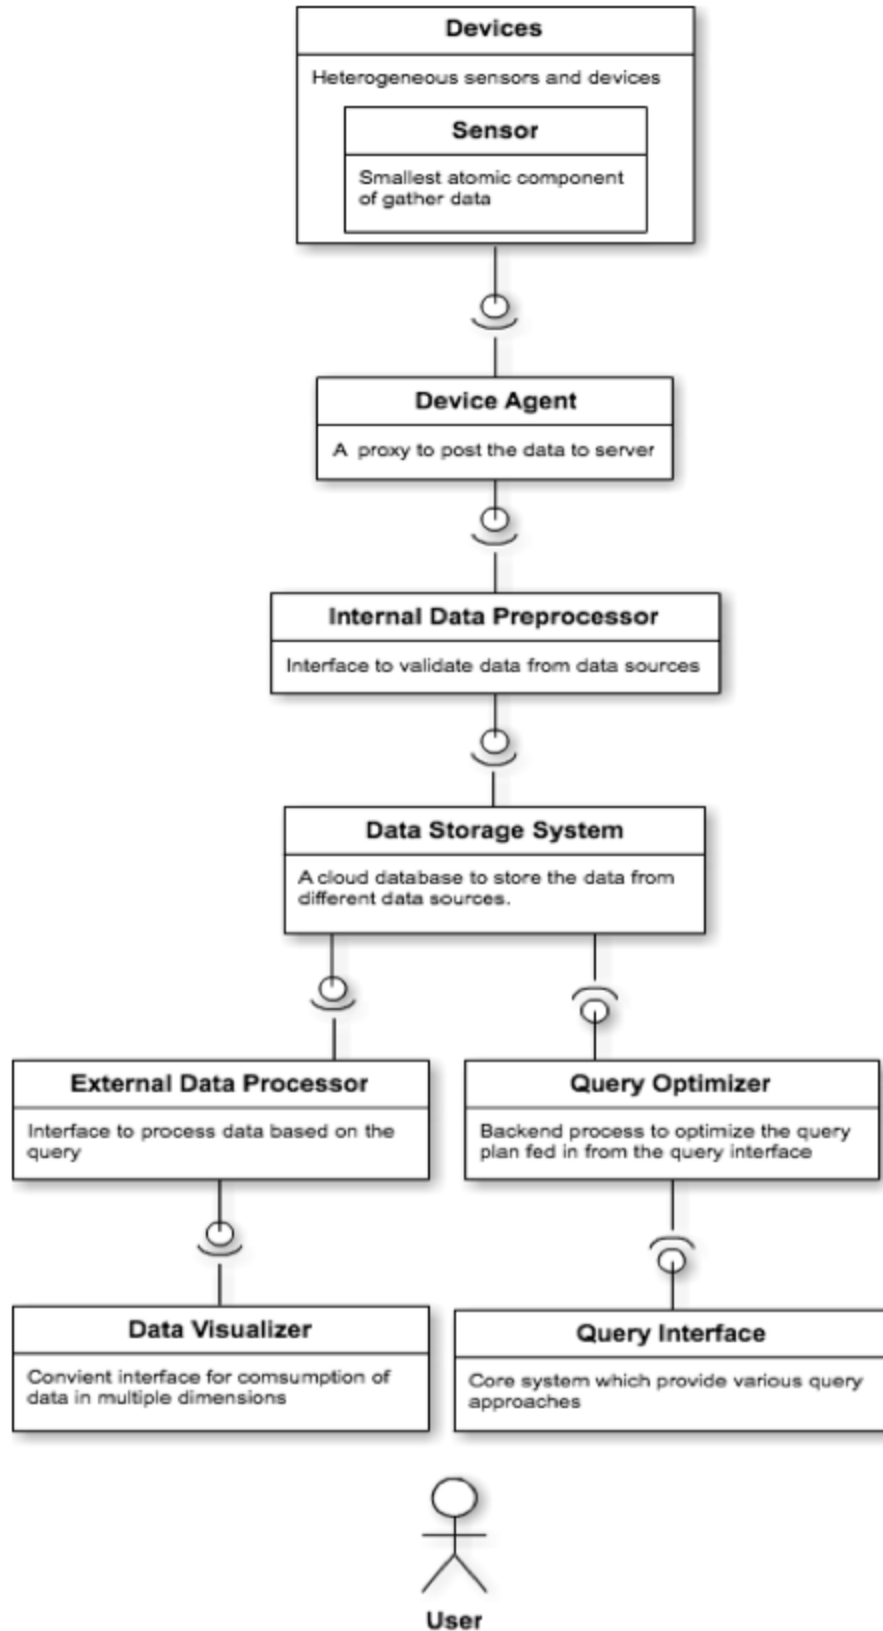 Devices
Heterogeneous sensors and devices
Sensor
Smallest atomic component
of gather data
Device Agent
A proxy to post the data to server
Internal Data Preprocessor
Interface to validate data from data sources
Data Storage System
A cloud database to store the data from
different data sources.
External Data Processor
Interface to process data based on the
query
Query Optimizer
Backend process to optimize the query
plan fed in from the query interface
Data Visualizer
Convient interface for comsumption of
data in multiple dimensions
Query Interface
Core system which provide various query
approaches
User